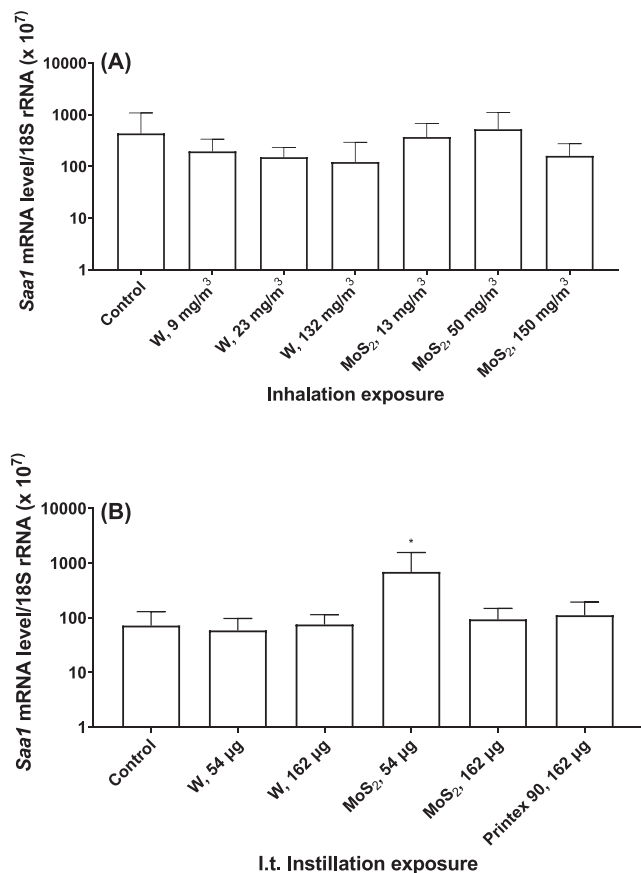 (A)
Saa1 mRNA level/18S rRNA (x 10⁷)
10000
1000
100
10
1
Control
W, 9 mg/m³
W, 23 mg/m³
W, 132 mg/m³
MoS₂, 13 mg/m³
MoS₂, 50 mg/m³
MoS₂, 150 mg/m³
Inhalation exposure
(B)
Saa1 mRNA level/18S rRNA (x 10⁷)
10000
1000
100
10
1
*
Control
W, 54 µg
W, 162 µg
MoS₂, 54 µg
MoS₂, 162 µg
Printex 90, 162 µg
I.t. Instillation exposure